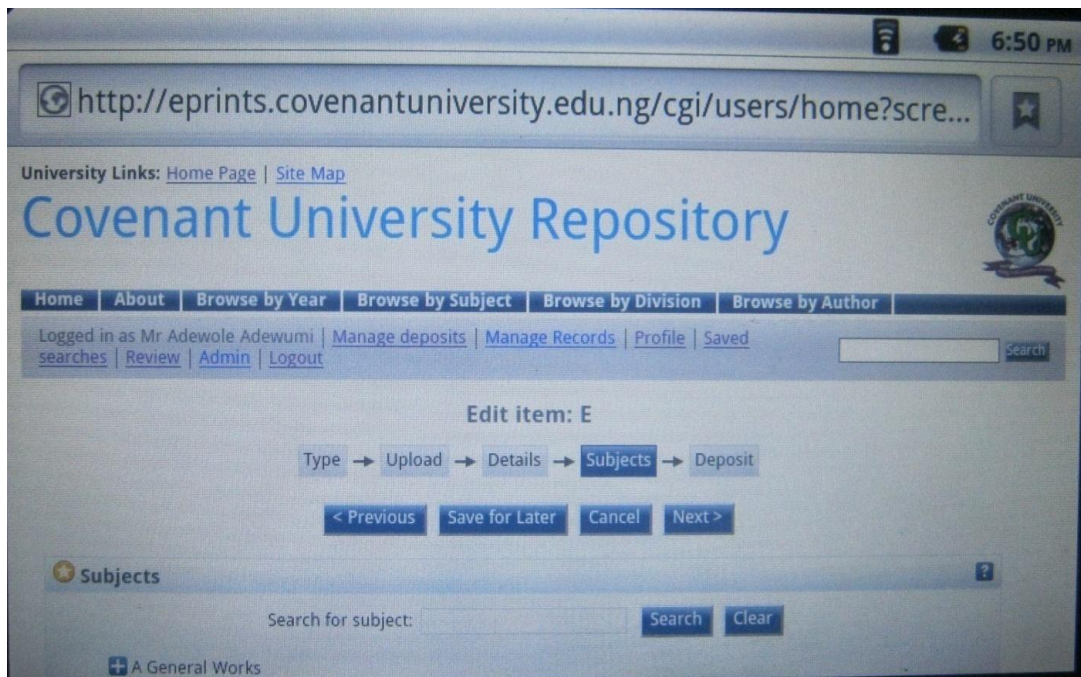 6:50 PM
http://eprints.covenantuniversity.edu.ng/cgi/users/home?scre...
University Links: Home Page | Site Map
Covenant University Repository
COVENANT UNIVERSITY
Home | About | Browse by Year | Browse by Subject | Browse by Division | Browse by Author
Logged in as Mr Adewole Adewumi | Manage deposits | Manage Records | Profile | Saved
searches | Review | Admin | Logout
Search
Edit item: E
Type → Upload → Details → Subjects → Deposit
< Previous Save for Later Cancel Next >
Subjects ?
Search for subject: Search Clear
+ A General Works